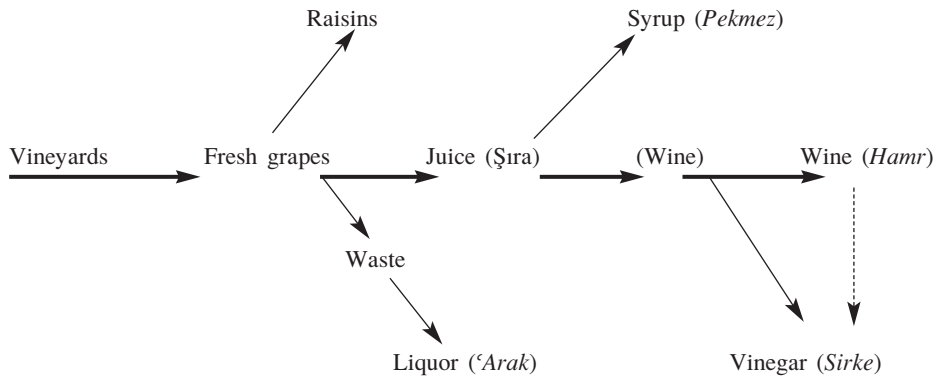 Raisins Syrup (Pekmez)
Vineyards Fresh grapes Juice (Şıra) (Wine) Wine (Hamr)
Waste
Liquor (ʿArak) Vinegar (Sirke)